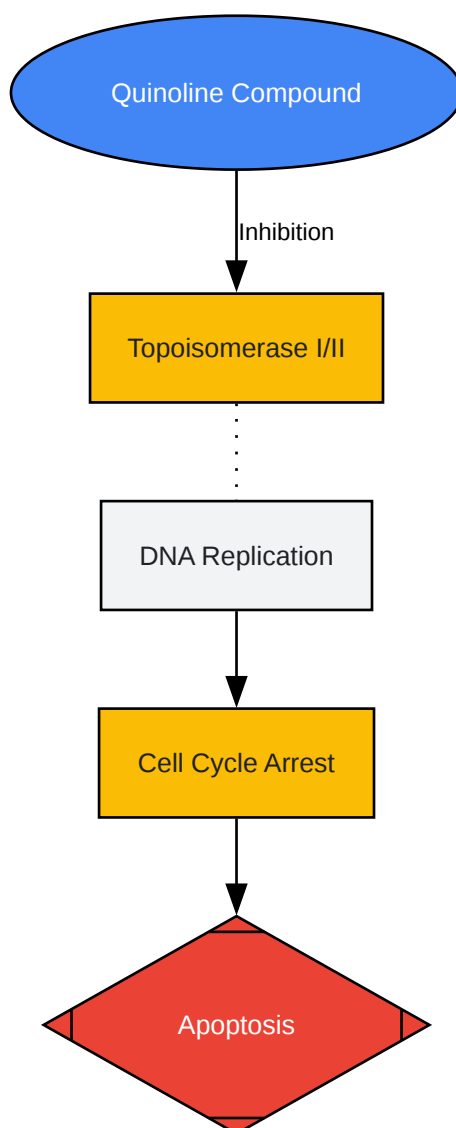 Quinoline Compound
Inhibition
Topoisomerase I/II
DNA Replication
Cell Cycle Arrest
Apoptosis